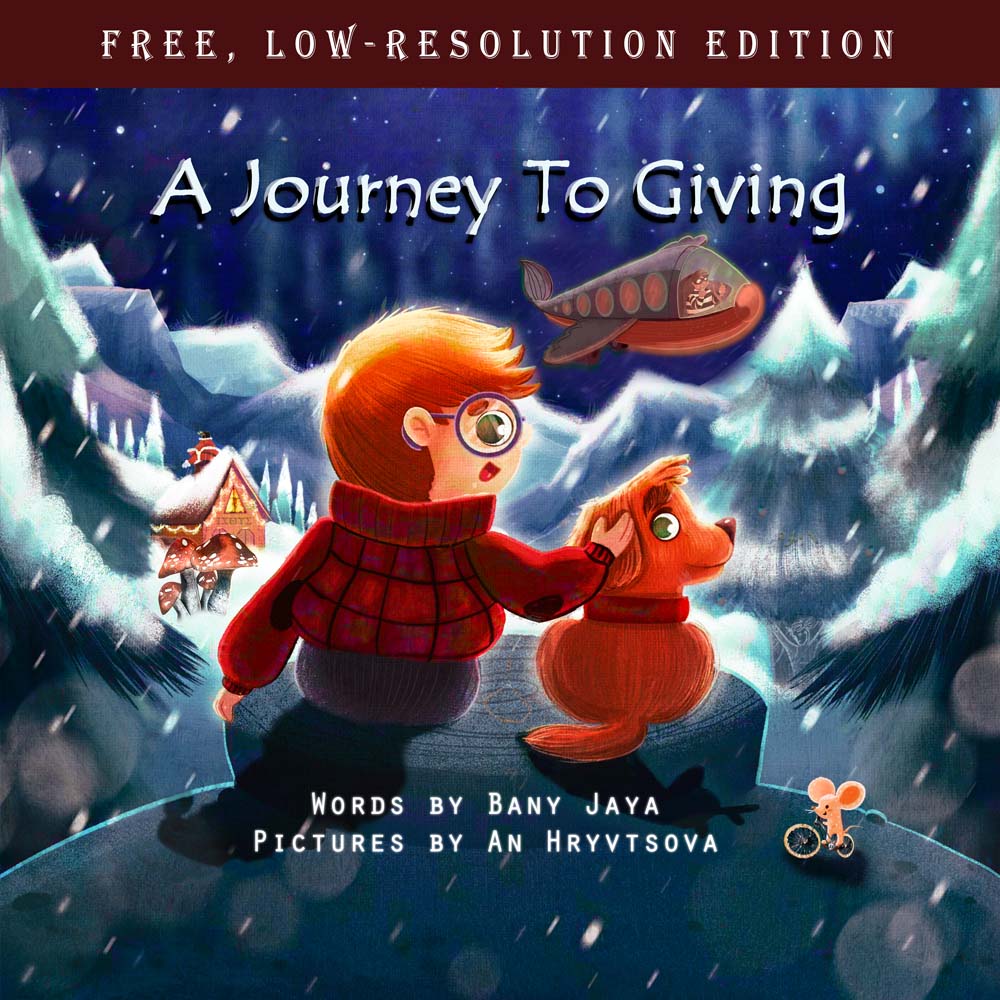 FREE, LOW-RESOLUTION EDITION
A Journey To Giving
Words by Bany Jaya
Pictures by An Hryvtsova